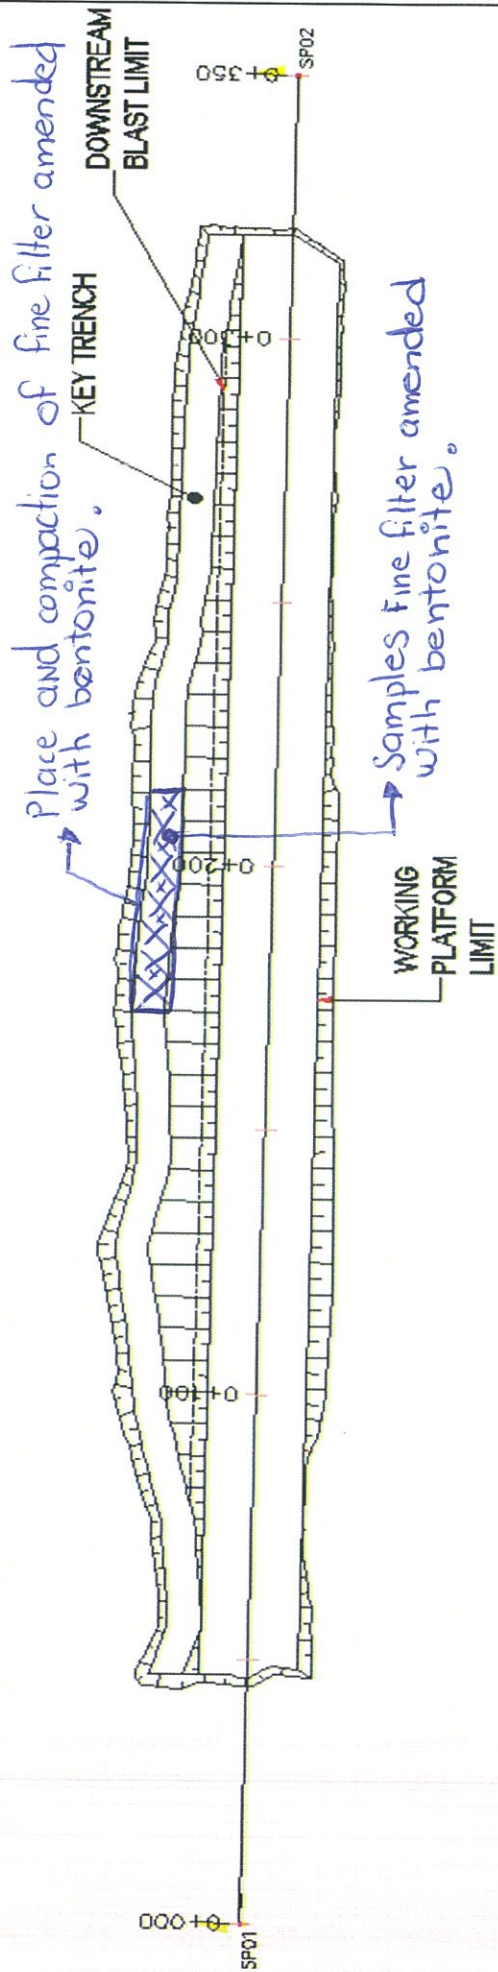 Place and compaction of fine filter amended
with bentonite.
KEY TRENCH
DOWNSTREAM
BLAST LIMIT
0+000
SP01
0+100
0+200
0+300
0+350
SP02
WORKING
PLATFORM
LIMIT
Samples Fine filter amended
with bentonite.